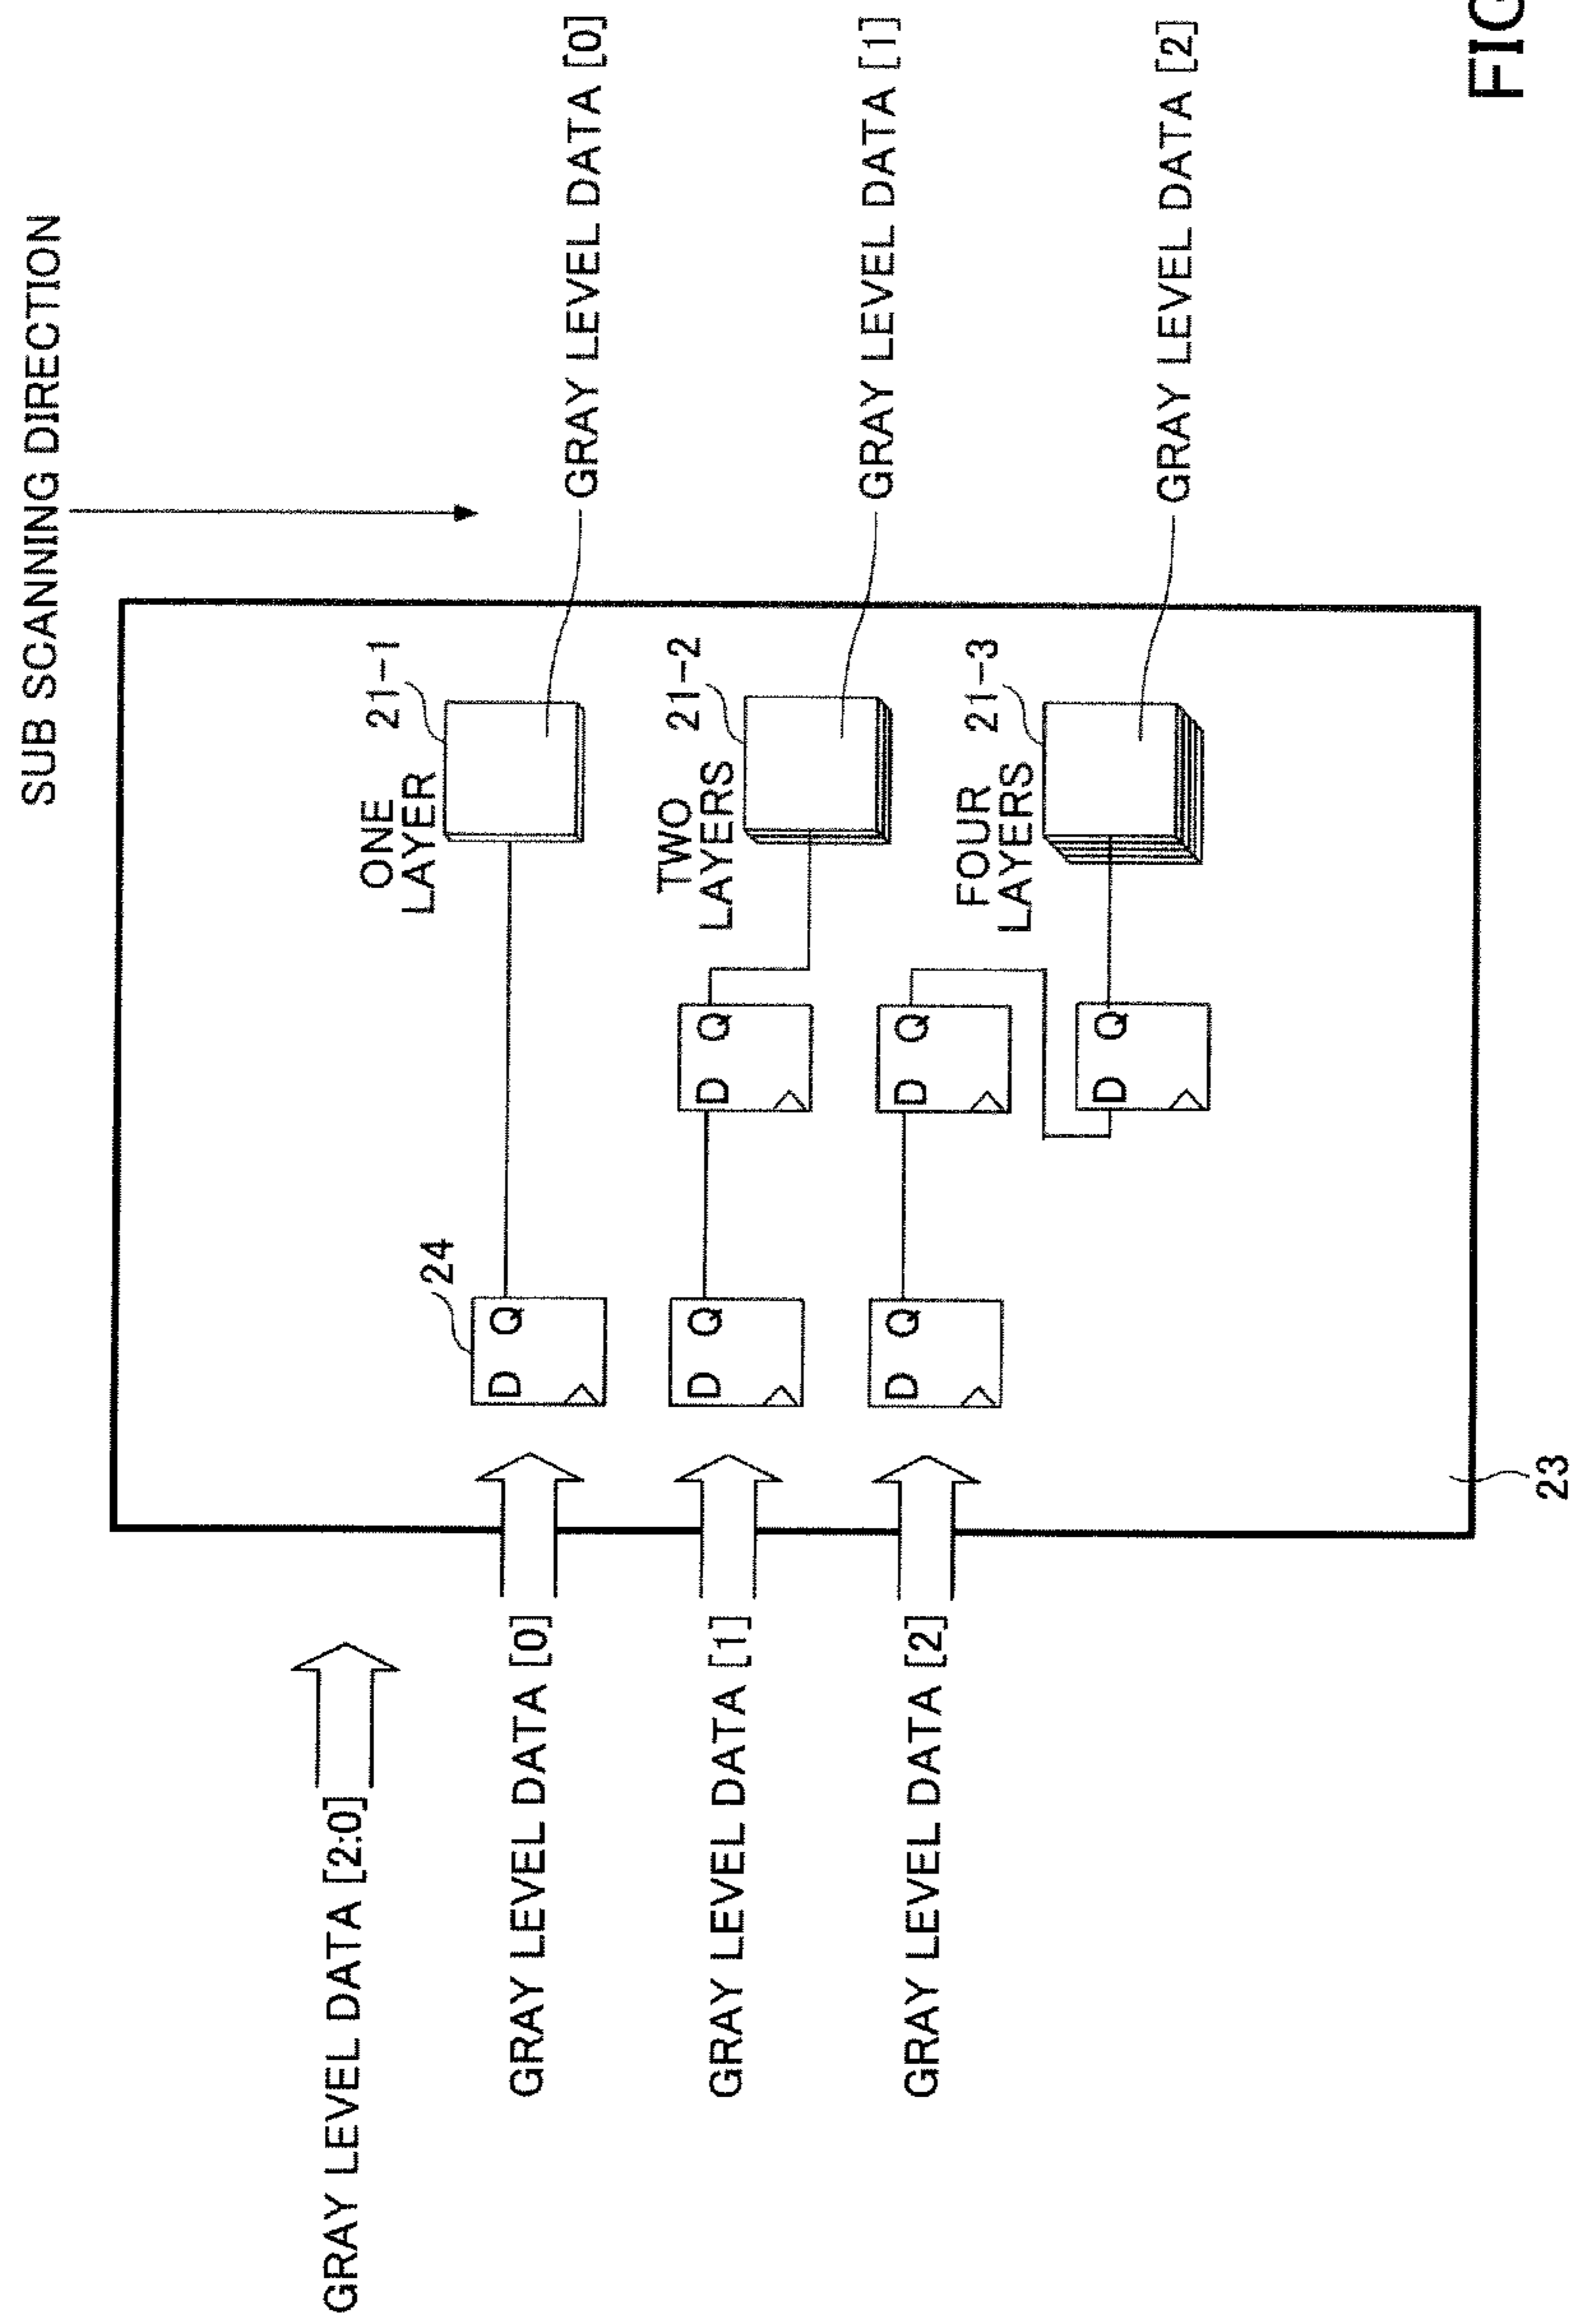 SUB SCANNING DIRECTION
GRAY LEVEL DATA [2:0]
ONE
LAYER
21-1
24
D Q
GRAY LEVEL DATA [0]
GRAY LEVEL DATA [0]
TWO
LAYERS
21-2
D Q
D Q
GRAY LEVEL DATA [1]
GRAY LEVEL DATA [1]
FOUR
LAYERS
21-3
D Q
D Q
GRAY LEVEL DATA [2]
D Q
GRAY LEVEL DATA [2]
23
FIG